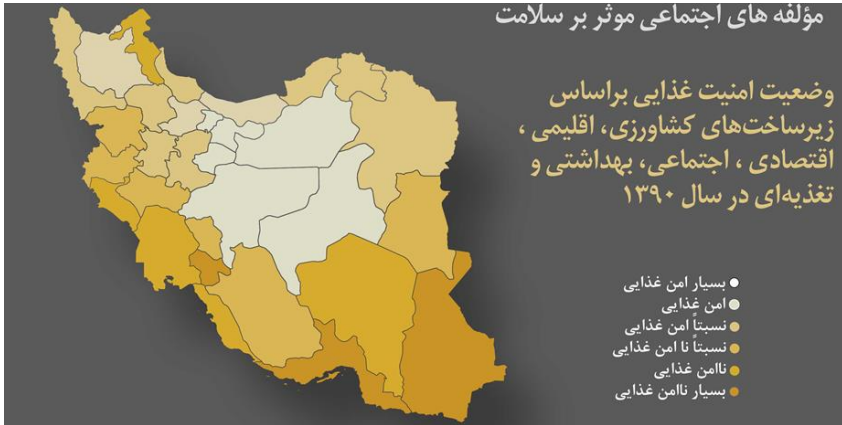 مؤلفه های اجتماعی موثر بر سلامت
وضعیت امنیت غذایی براساس
زیرساخت‌های کشاورزی، اقلیمی ،
اقتصادی ، اجتماعی، بهداشتی و
تغذیه‌ای در سال ۱۳۹۰
بسیار امن غذایی
امن غذایی
نسبتاً امن غذایی
نسبتاً نا امن غذایی
ناامن غذایی
بسیار ناامن غذایی